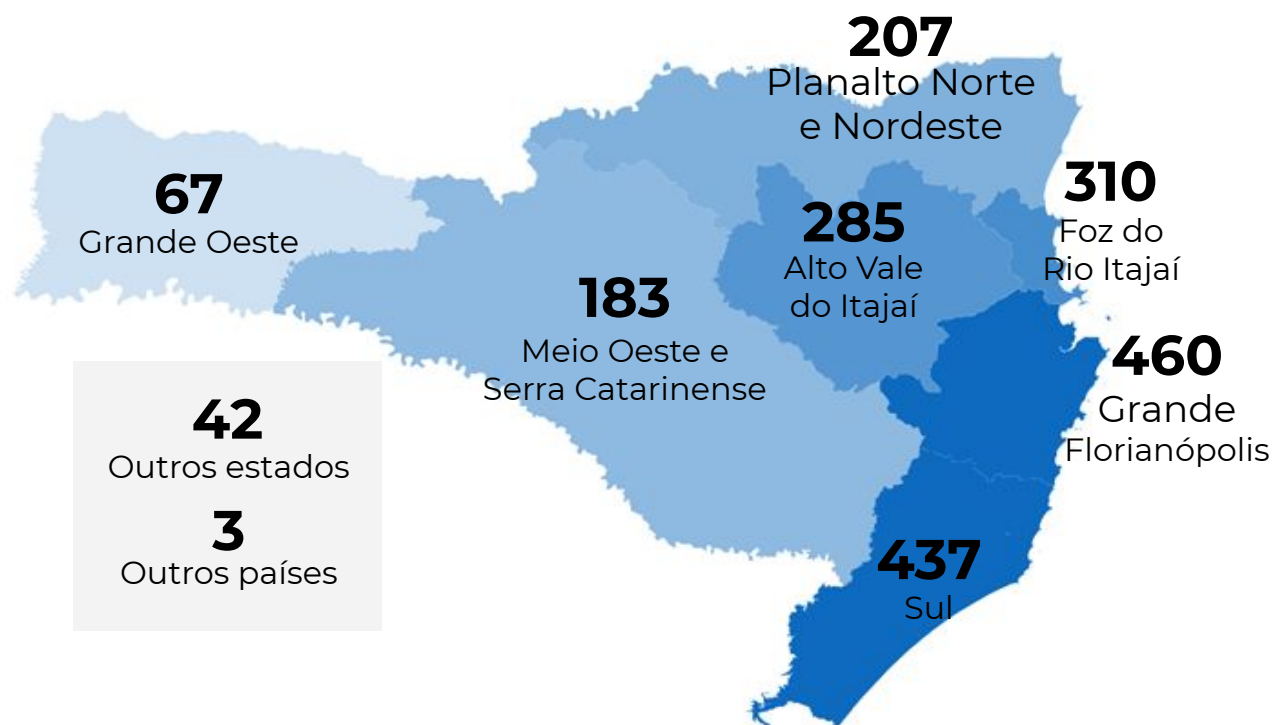 207
Planalto Norte
e Nordeste
67
Grande Oeste
310
Foz do
Rio Itajaí
285
Alto Vale
do Itajaí
183
Meio Oeste e
Serra Catarinense
460
Grande
Florianópolis
42
Outros estados
3
Outros países
437
Sul